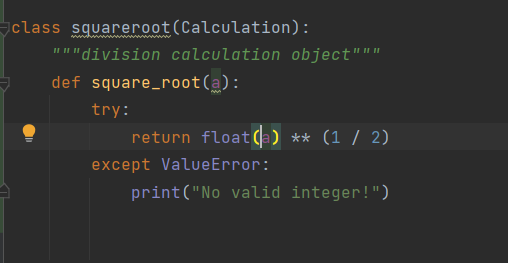 class squareroot(Calculation):
    """division calculation object"""
    def square_root(a):
        try:
            return float(a) ** (1 / 2)
        except ValueError:
            print("No valid integer!")